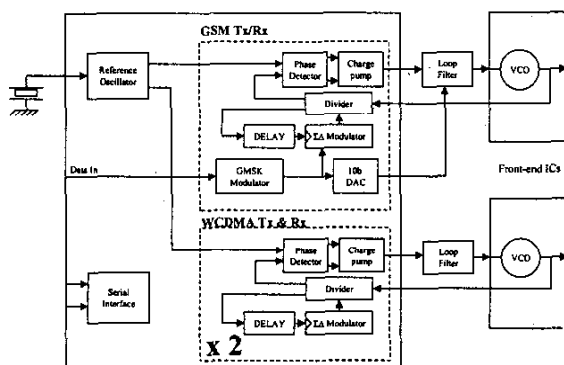 GSM Tx/Rx
Reference
Oscillator
Phase
Detector
Charge
pump
Loop
Filter
VCO
Divider
DELAY
ΣΔ Modulator
Data In
GMSK
Modulator
10b
DAC
Front-end ICs
WCDMA Tx & Rx
Phase
Detector
Charge
pump
Loop
Filter
VCO
Divider
Serial
Interface
DELAY
ΣΔ Modulator
x 2